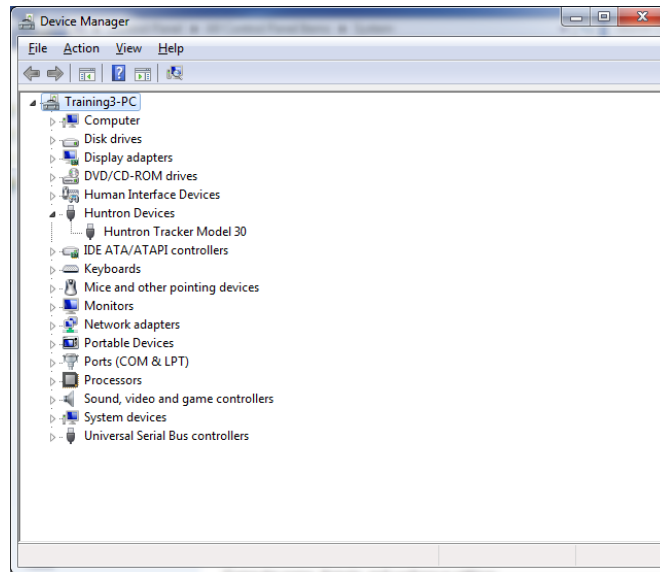 Device Manager
File Action View Help
Training3-PC
Computer
Disk drives
Display adapters
DVD/CD-ROM drives
Human Interface Devices
Huntron Devices
Huntron Tracker Model 30
IDE ATA/ATAPI controllers
Keyboards
Mice and other pointing devices
Monitors
Network adapters
Portable Devices
Ports (COM & LPT)
Processors
Sound, video and game controllers
System devices
Universal Serial Bus controllers